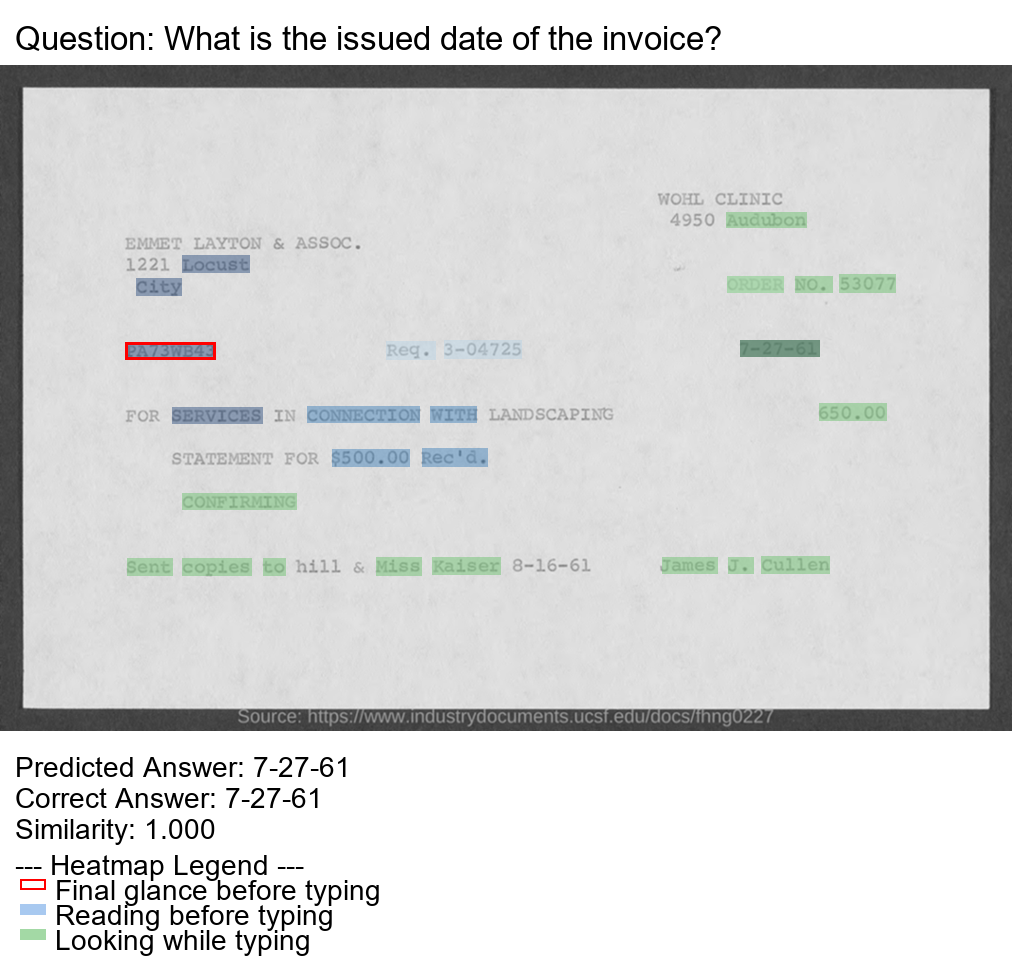 Question: What is the issued date of the invoice?
WOHL CLINIC
4950 Audubon
EMMET LAYTON & ASSOC.
1221 Locust
City
ORDER NO. 53077
PA73WB43 Req. 3-04725 7-27-61
FOR SERVICES IN CONNECTION WITH LANDSCAPING 650.00
STATEMENT FOR $500.00 Rec'd.
CONFIRMING
Sent copies to hill & Miss Kaiser 8-16-61 James J. Cullen
Source: https://www.industrydocuments.ucsf.edu/docs/fhng0227
Predicted Answer: 7-27-61
Correct Answer: 7-27-61
Similarity: 1.000
--- Heatmap Legend ---
Final glance before typing
Reading before typing
Looking while typing